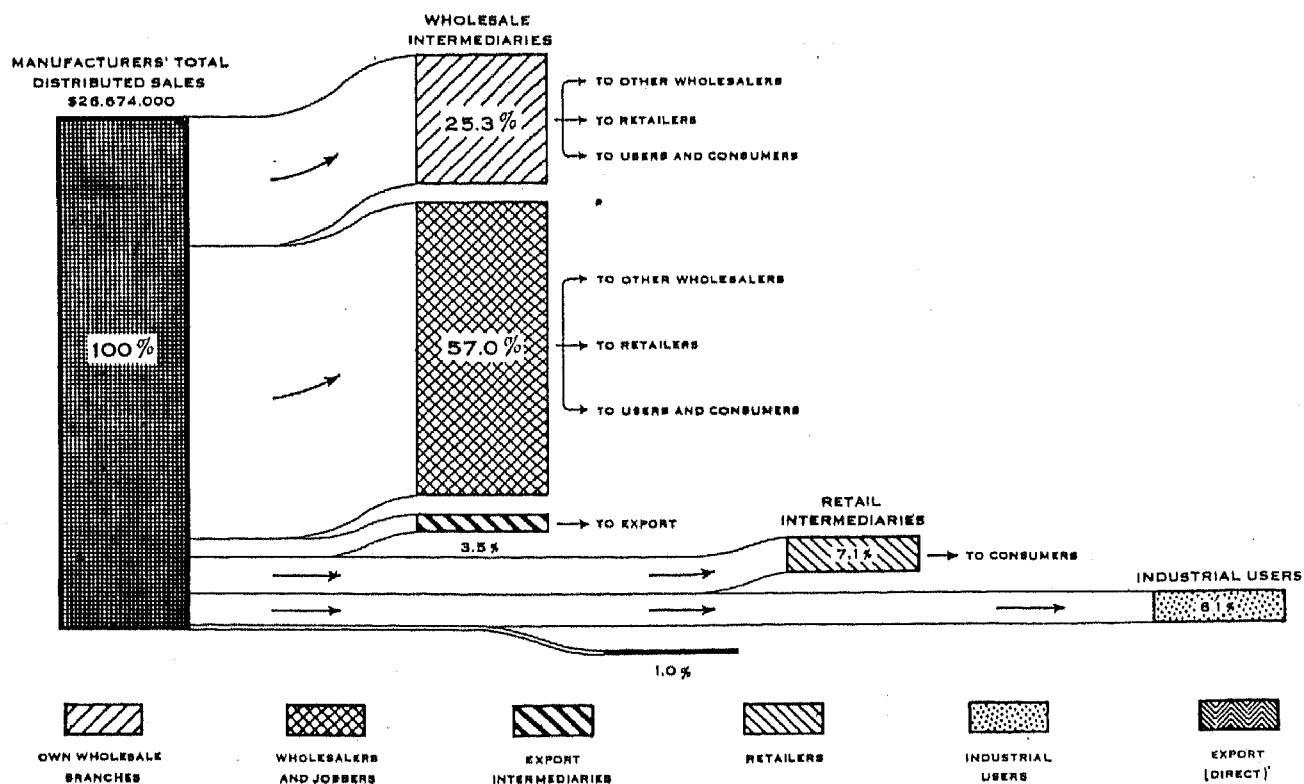 MANUFACTURERS' TOTAL
DISTRIBUTED SALES
$26,674,000
100%
WHOLESALE
INTERMEDIARIES
25.3%
TO OTHER WHOLESALERS
TO RETAILERS
TO USERS AND CONSUMERS
57.0%
TO OTHER WHOLESALERS
TO RETAILERS
TO USERS AND CONSUMERS
TO EXPORT
3.5%
RETAIL
INTERMEDIARIES
7.1%
TO CONSUMERS
INDUSTRIAL USERS
6.1%
1.0%
OWN WHOLESALE
BRANCHES
WHOLESALERS
AND JOBBERS
EXPORT
INTERMEDIARIES
RETAILERS
INDUSTRIAL
USERS
EXPORT
(DIRECT)